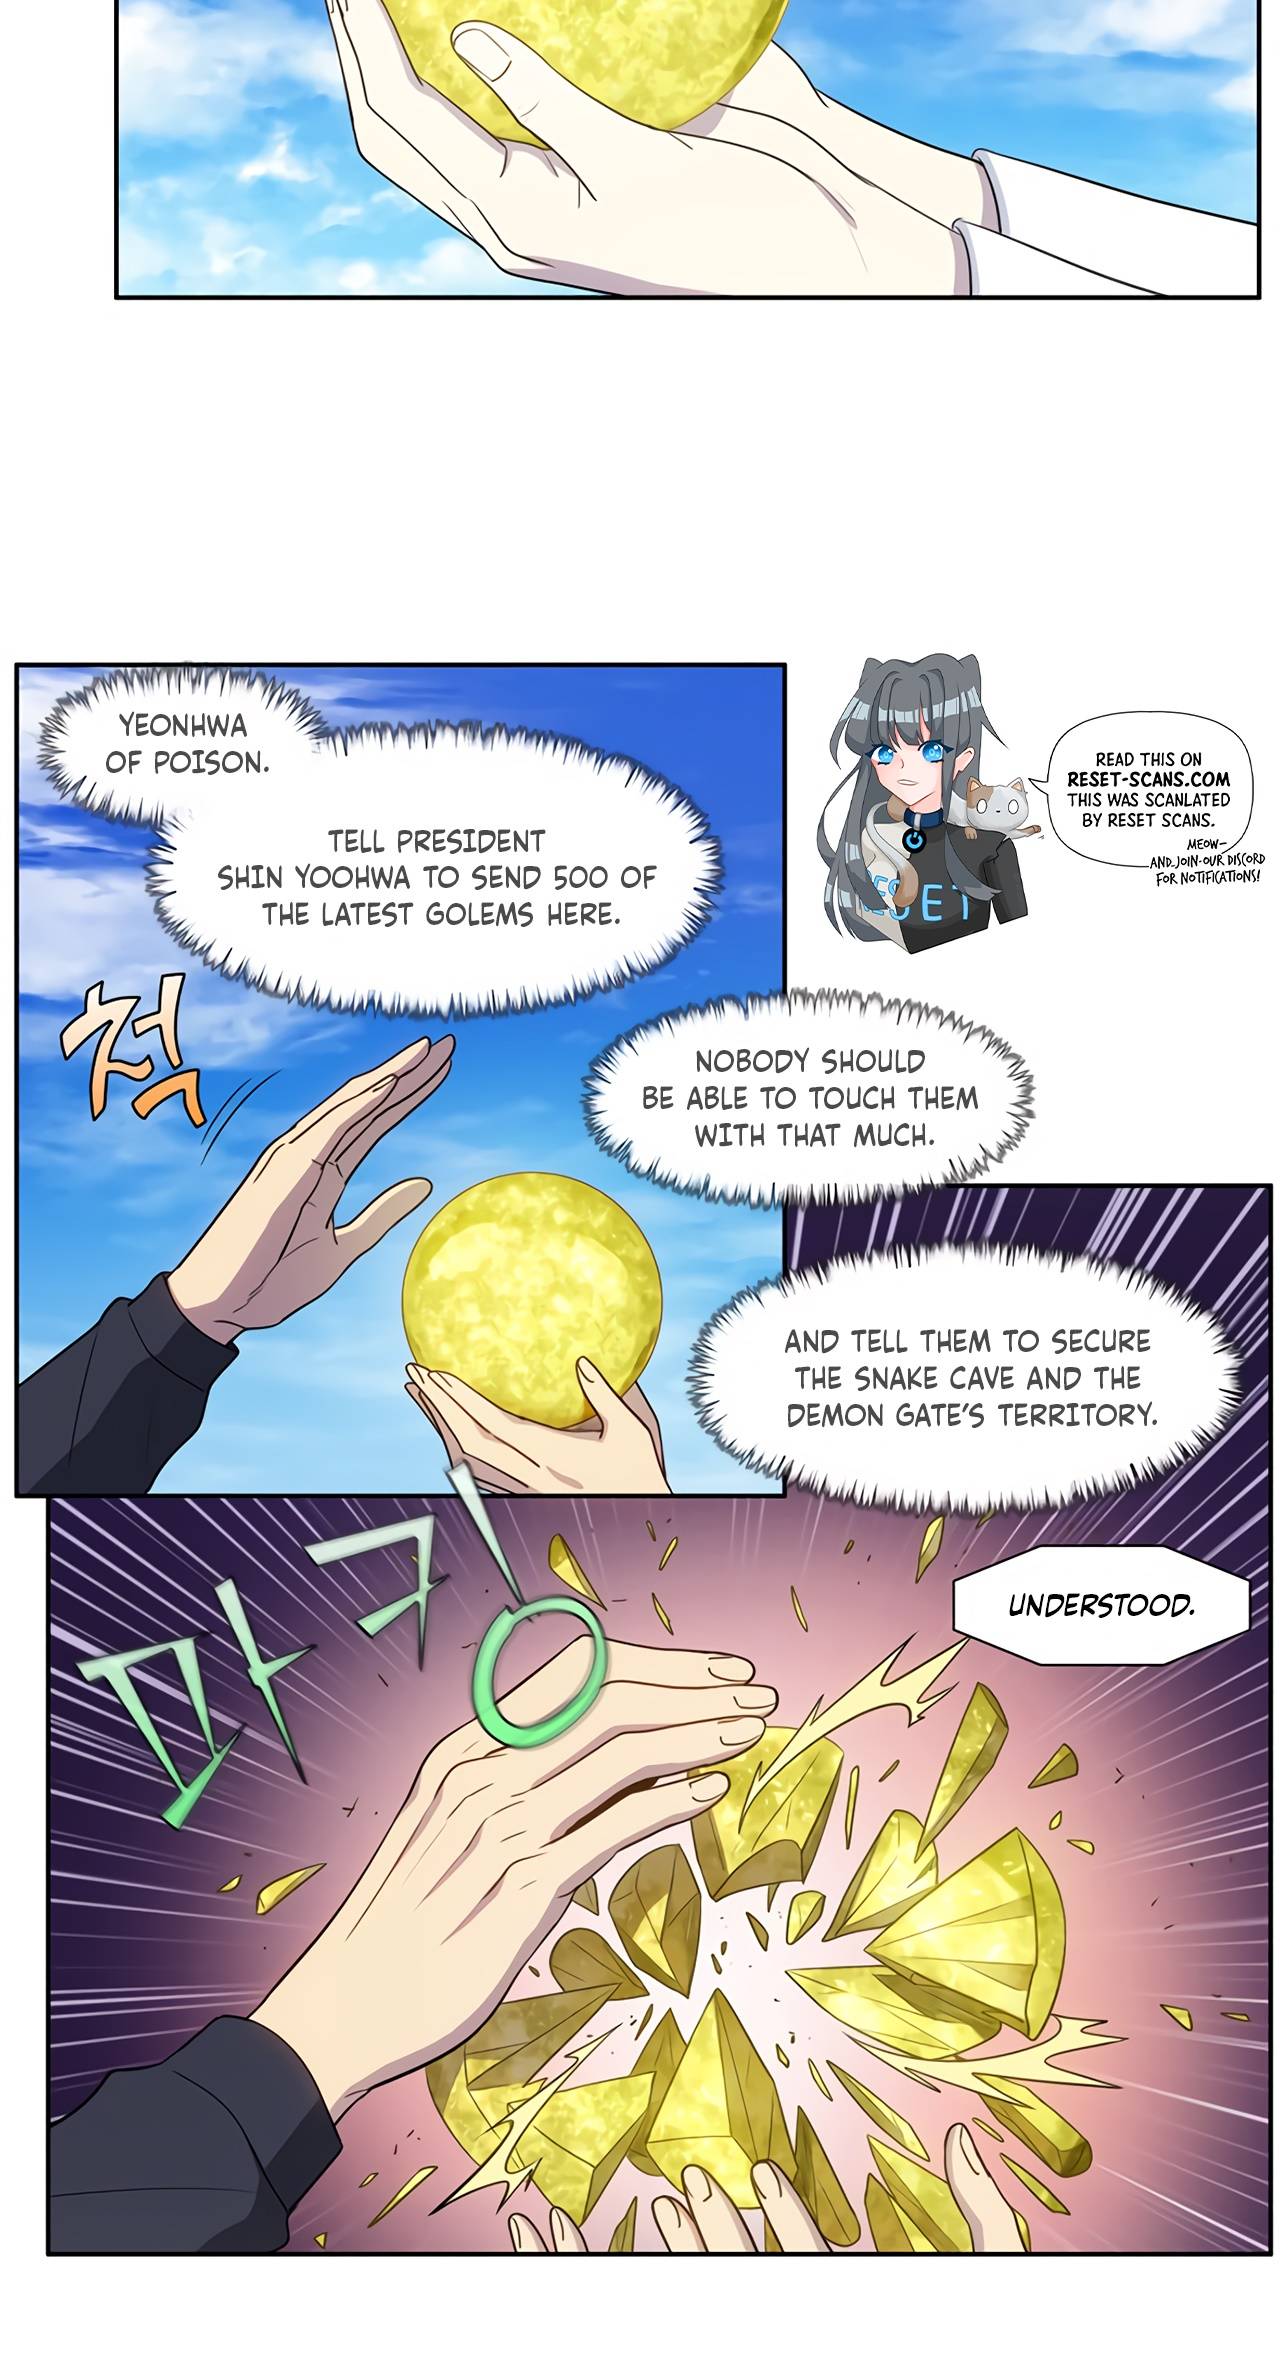 YEONHWA
OF POISON.
TELL PRESIDENT
SHIN YOOHWA TO SEND 500 OF
THE LATEST GOLEMS HERE.
READ THIS ON
RESET-SCANS.COM
THIS WAS SCANLATED
BY RESET SCANS.
MEOW~
AND JOIN OUR DISCORD
FOR NOTIFICATIONS!
RESET
척
NOBODY SHOULD
BE ABLE TO TOUCH THEM
WITH THAT MUCH.
AND TELL THEM TO SECURE
THE SNAKE CAVE AND THE
DEMON GATE'S TERRITORY.
UNDERSTOOD.
콰장